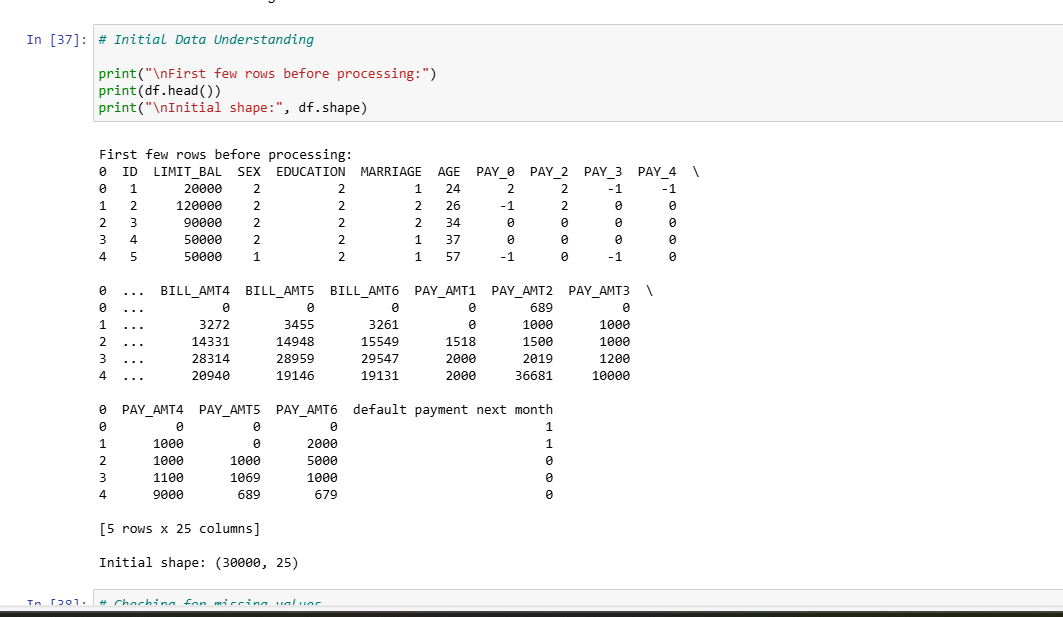 In [37]: # Initial Data Understanding
print("\nFirst few rows before processing:")
print(df.head())
print("\nInitial shape:", df.shape)
First few rows before processing:
0 ID LIMIT_BAL SEX EDUCATION MARRIAGE AGE PAY_0 PAY_2 PAY_3 PAY_4 \
0 1 20000 2 2 1 24 2 2 -1 -1
1 2 120000 2 2 2 26 -1 2 0 0
2 3 90000 2 2 2 34 0 0 0 0
3 4 50000 2 2 1 37 0 0 0 0
4 5 50000 1 2 1 57 -1 0 -1 0
0 ... BILL_AMT4 BILL_AMT5 BILL_AMT6 PAY_AMT1 PAY_AMT2 PAY_AMT3 \
0 ... 0 0 0 0 689 0
1 ... 3272 3455 3261 0 1000 1000
2 ... 14331 14948 15549 1518 1500 1000
3 ... 28314 28959 29547 2000 2019 1200
4 ... 20940 19146 19131 2000 36681 10000
0 PAY_AMT4 PAY_AMT5 PAY_AMT6 default payment next month
0 0 0 0 1
1 1000 0 2000 1
2 1000 1000 5000 0
3 1100 1069 1000 0
4 9000 689 679 0
[5 rows x 25 columns]
Initial shape: (30000, 25)
In [38]: # Checking for missing values